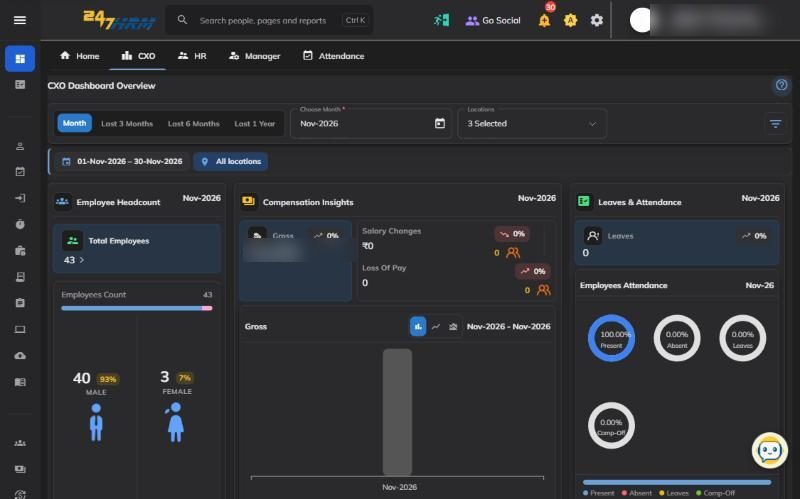 247HRM
Search people, pages and reports Ctrl K
Go Social
30
A
Home CXO HR Manager Attendance
CXO Dashboard Overview
Choose Month *
Locations
Month Last 3 Months Last 6 Months Last 1 Year
Nov-2026
3 Selected
01-Nov-2026 – 30-Nov-2026 All locations
Employee Headcount Nov-2026
Total Employees
43
Employees Count 43
40 93%
MALE
3 7%
FEMALE
Compensation Insights Nov-2026
Gross 0%
Salary Changes 0%
₹0
0
Loss Of Pay 0%
0
0
Gross Nov-2026 - Nov-2026
Nov-2026
Leaves & Attendance Nov-2026
Leaves 0%
0
Employees Attendance Nov-26
100.00%
Present
0.00%
Absent
0.00%
Leaves
0.00%
Comp-Off
Present Absent Leaves Comp-Off